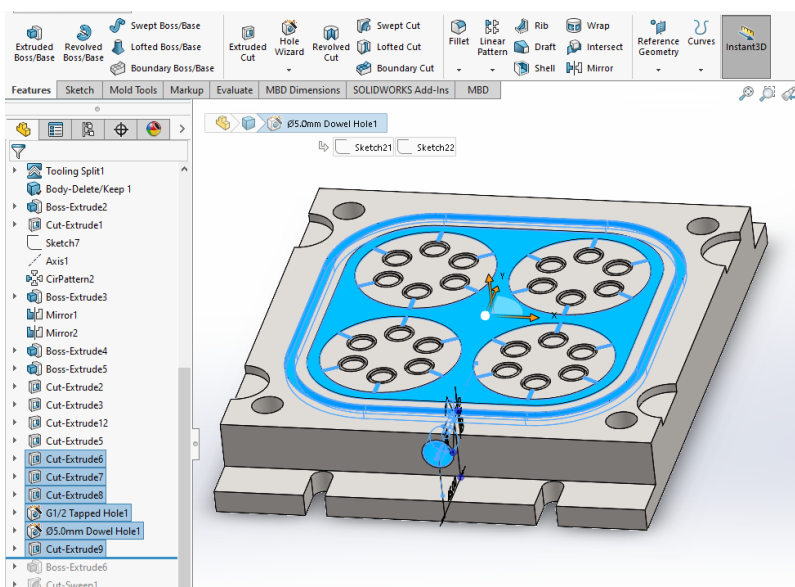 Extruded Boss/Base
Revolved Boss/Base
Swept Boss/Base
Lofted Boss/Base
Boundary Boss/Base
Extruded Cut
Hole Wizard
Revolved Cut
Swept Cut
Lofted Cut
Boundary Cut
Fillet
Linear Pattern
Rib
Draft
Shell
Wrap
Intersect
Mirror
Reference Geometry
Curves
Instant3D
Features Sketch Mold Tools Markup Evaluate MBD Dimensions SOLIDWORKS Add-Ins MBD
Ø5.0mm Dowel Hole1
Sketch21 Sketch22
Tooling Split1
Body-Delete/Keep 1
Boss-Extrude2
Cut-Extrude1
Sketch7
Axis1
CirPattern2
Boss-Extrude3
Mirror1
Mirror2
Boss-Extrude4
Boss-Extrude5
Cut-Extrude2
Cut-Extrude3
Cut-Extrude12
Cut-Extrude5
Cut-Extrude6
Cut-Extrude7
Cut-Extrude8
G1/2 Tapped Hole1
Ø5.0mm Dowel Hole1
Cut-Extrude9
Boss-Extrude6
Cut-Sweep1
Y
X